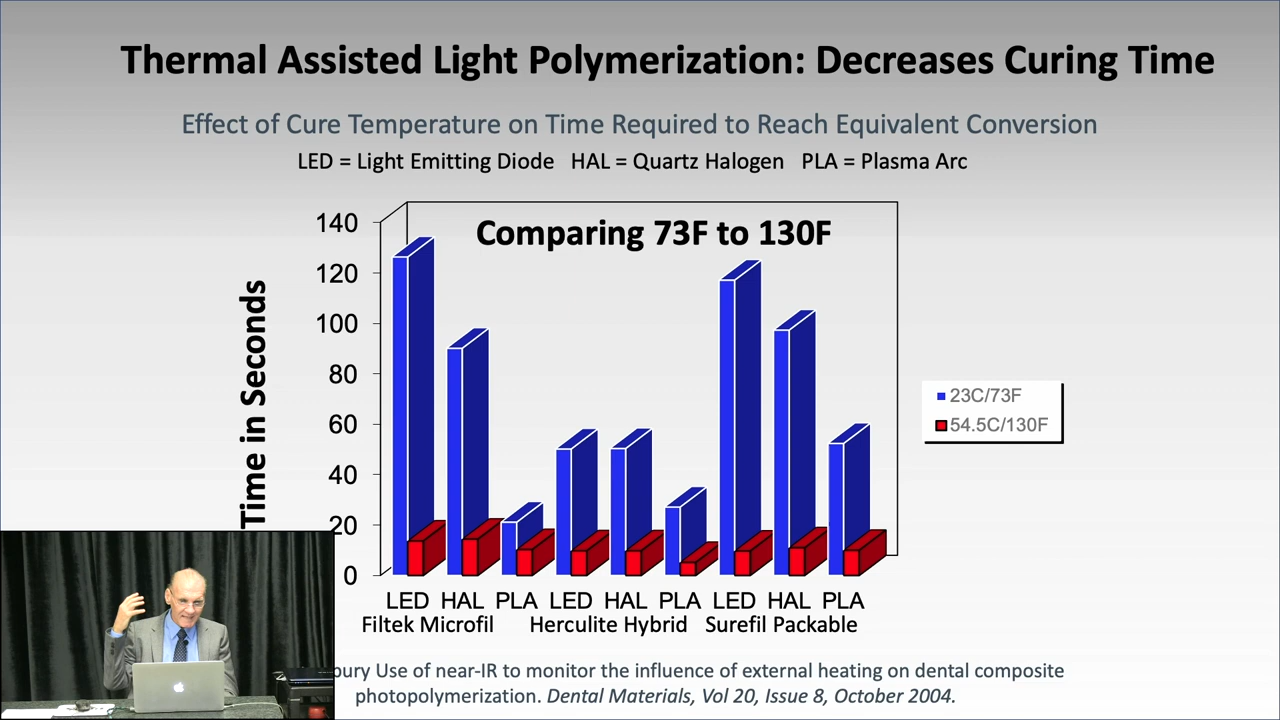 Thermal Assisted Light Polymerization: Decreases Curing Time
Effect of Cure Temperature on Time Required to Reach Equivalent Conversion
LED = Light Emitting Diode HAL = Quartz Halogen PLA = Plasma Arc
Comparing 73F to 130F
Time in Seconds
140
120
100
80
60
40
20
0
23C/73F
54.5C/130F
LED HAL PLA LED HAL PLA LED HAL PLA
Filtek Microfil Herculite Hybrid Surefil Packable
Use of near-IR to monitor the influence of external heating on dental composite
photopolymerization. Dental Materials, Vol 20, Issue 8, October 2004.